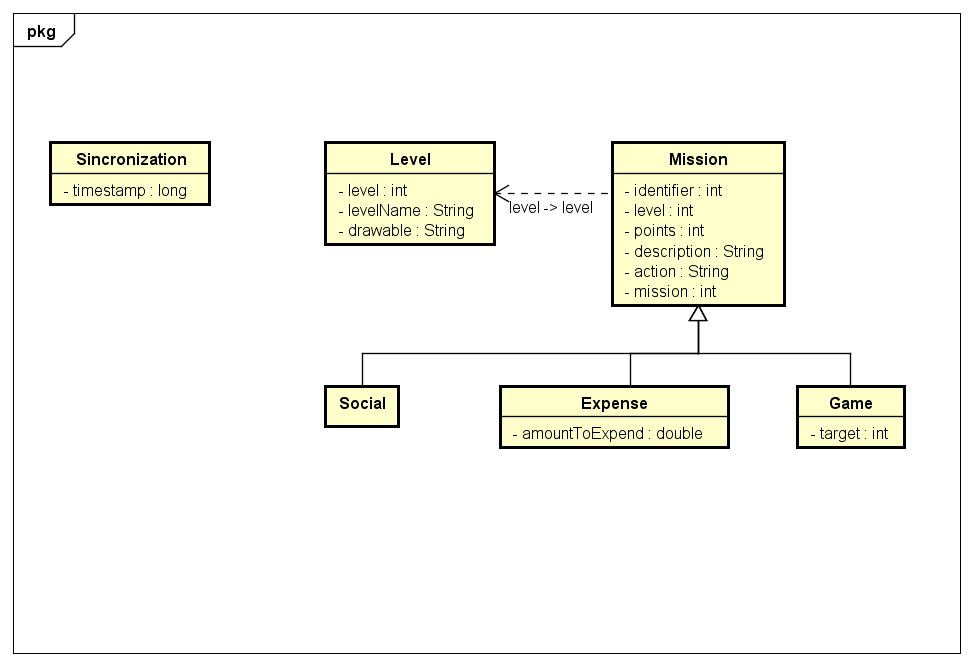 pkg
Sincronization
- timestamp : long
Level
- level : int
- levelName : String
- drawable : String
level -> level
Mission
- identifier : int
- level : int
- points : int
- description : String
- action : String
- mission : int
Social
Expense
- amountToExpend : double
Game
- target : int